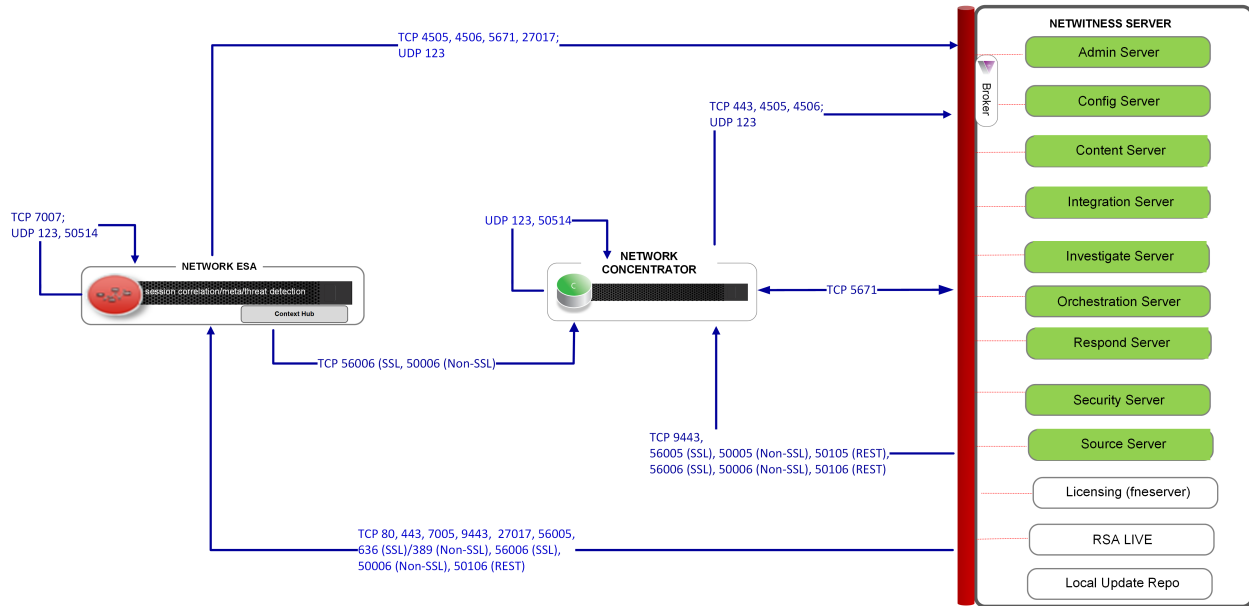 NETWITNESS SERVER
TCP 4505, 4506, 5671, 27017;
UDP 123
Admin Server
Broker
Config Server
TCP 443, 4505, 4506;
UDP 123
Content Server
Integration Server
TCP 7007;
UDP 123, 50514
UDP 123, 50514
NETWORK ESA
NETWORK
CONCENTRATOR
Investigate Server
session correlation/meta/threat detection
C
TCP 5671
Orchestration Server
Context Hub
Respond Server
TCP 56006 (SSL, 50006 (Non-SSL)
Security Server
TCP 9443,
56005 (SSL), 50005 (Non-SSL), 50105 (REST),
56006 (SSL), 50006 (Non-SSL), 50106 (REST)
Source Server
Licensing (fneserver)
TCP 80, 443, 7005, 9443, 27017, 56005,
636 (SSL)/389 (Non-SSL), 56006 (SSL),
50006 (Non-SSL), 50106 (REST)
RSA LIVE
Local Update Repo